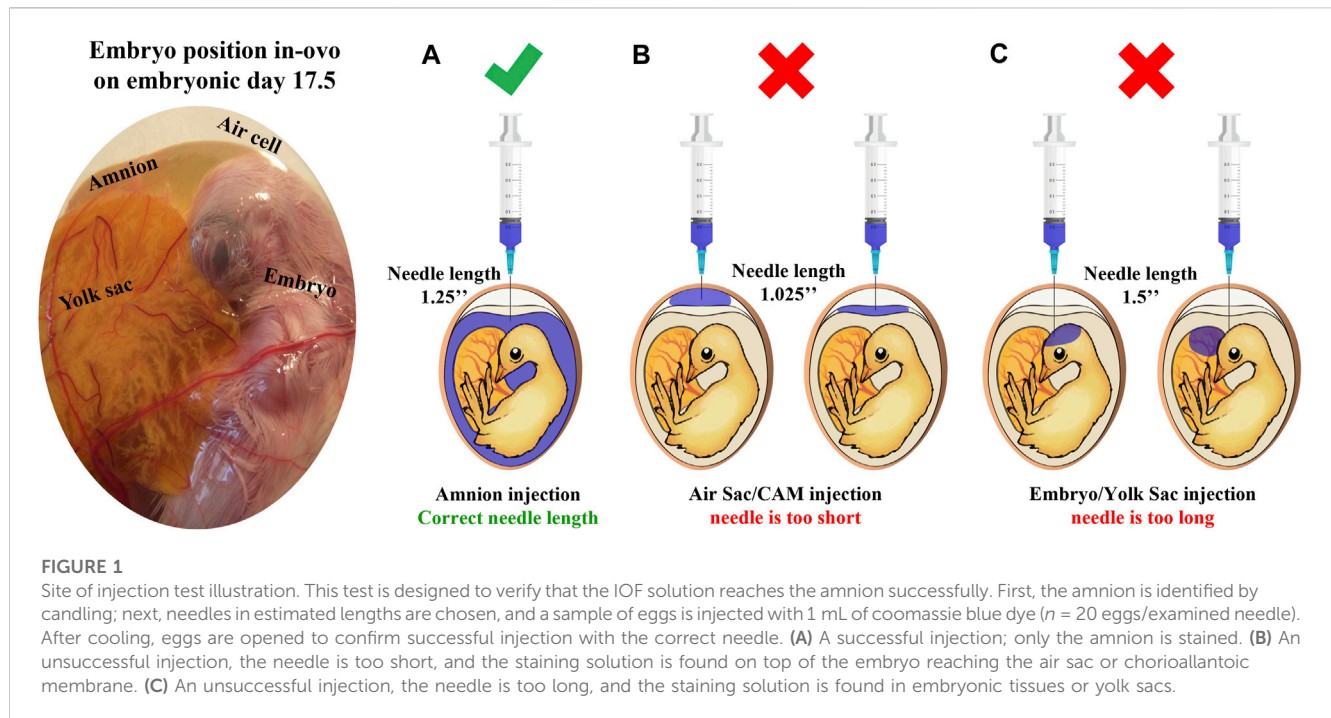 Embryo position in-ovo
on embryonic day 17.5
Air cell
Amnion
Yolk sac
Embryo
A
B
C
Needle length
1.25’’
Needle length
1.025’’
Needle length
1.5’’
Amnion injection
Correct needle length
Air Sac/CAM injection
needle is too short
Embryo/Yolk Sac injection
needle is too long
FIGURE 1
Site of injection test illustration. This test is designed to verify that the IOF solution reaches the amnion successfully. First, the amnion is identified by
candling; next, needles in estimated lengths are chosen, and a sample of eggs is injected with 1 mL of coomassie blue dye (n = 20 eggs/examined needle).
After cooling, eggs are opened to confirm successful injection with the correct needle. (A) A successful injection; only the amnion is stained. (B) An
unsuccessful injection, the needle is too short, and the staining solution is found on top of the embryo reaching the air sac or chorioallantoic
membrane. (C) An unsuccessful injection, the needle is too long, and the staining solution is found in embryonic tissues or yolk sacs.